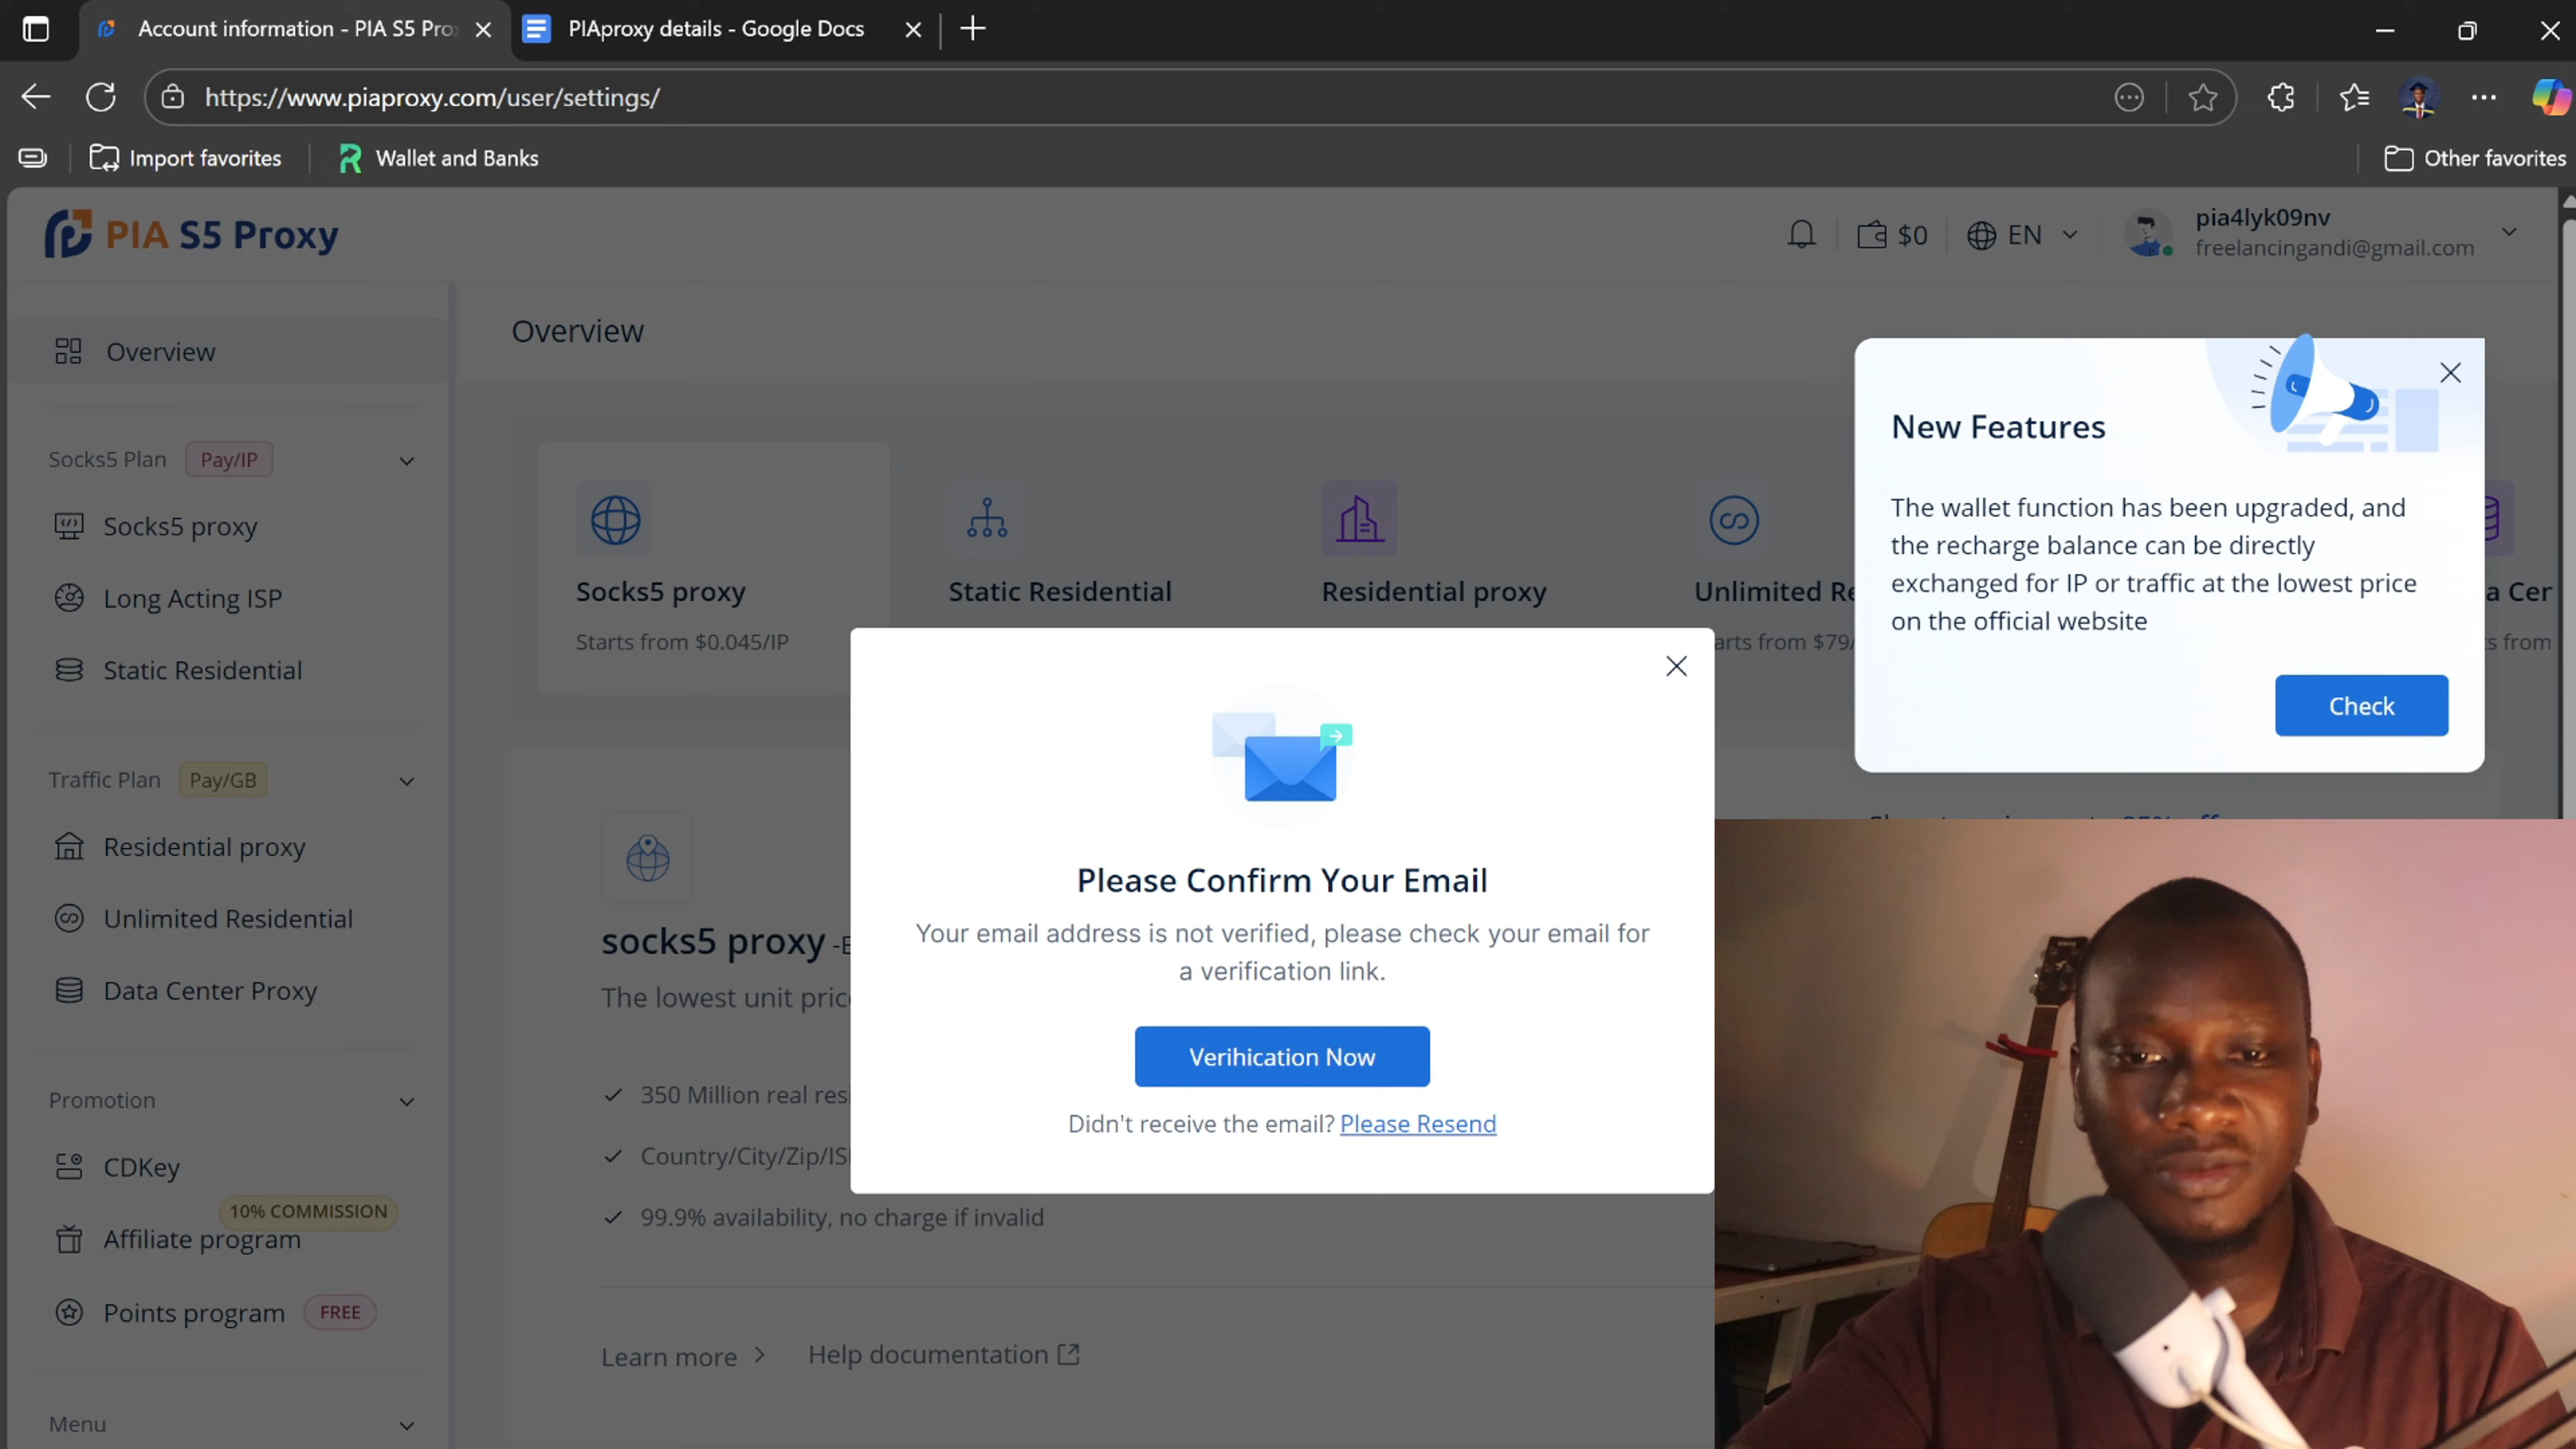 Account information - PIA S5 Pro
PIAproxy details - Google Docs
https://www.piaproxy.com/user/settings/
Import favorites
Wallet and Banks
Other favorites
PIA S5 Proxy
$0
EN
pia4lyk09nv
freelancingandi@gmail.com
Overview
Socks5 Plan Pay/IP
Socks5 proxy
Long Acting ISP
Static Residential
Traffic Plan Pay/GB
Residential proxy
Unlimited Residential
Data Center Proxy
Promotion
CDKey
10% COMMISSION
Affiliate program
Points program FREE
Menu
Overview
Socks5 proxy
Starts from $0.045/IP
Static Residential
Residential proxy
Unlimited Re
arts from $79/
a Cer
s from
New Features
The wallet function has been upgraded, and
the recharge balance can be directly
exchanged for IP or traffic at the lowest price
on the official website
Check
socks5 proxy
The lowest unit price
350 Million real resi
Country/City/Zip/IS
99.9% availability, no charge if invalid
Learn more
Help documentation
Please Confirm Your Email
Your email address is not verified, please check your email for
a verification link.
Verihication Now
Didn't receive the email? Please Resend